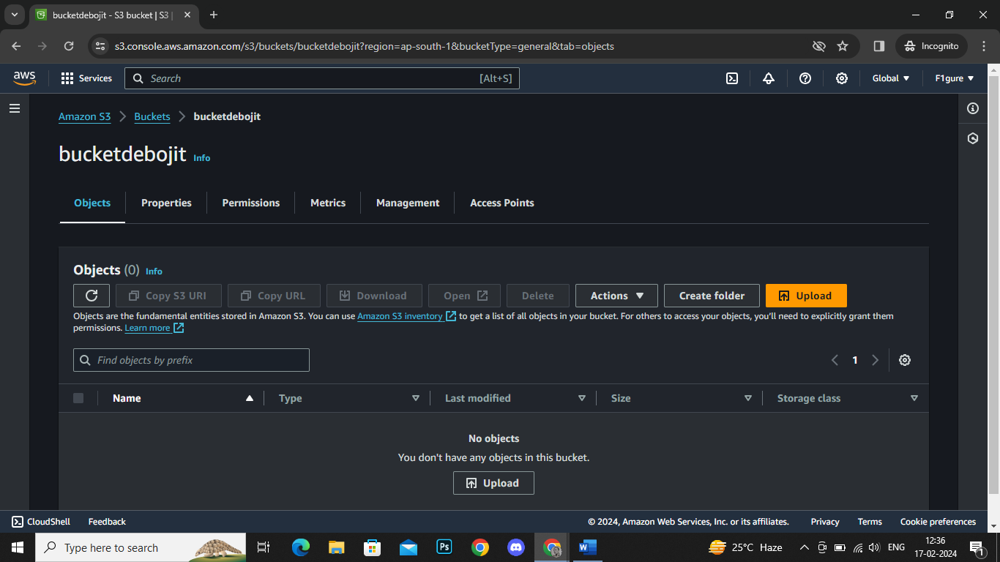 bucketdebojit - S3 bucket | S3 |
s3.console.aws.amazon.com/s3/buckets/bucketdebojit?region=ap-south-1&bucketType=general&tab=objects
Incognito
aws
Services
Search
[Alt+S]
Global
F1gure
Amazon S3
Buckets
bucketdebojit
bucketdebojit Info
Objects
Properties
Permissions
Metrics
Management
Access Points
Objects (0) Info
Copy S3 URI
Copy URL
Download
Open
Delete
Actions
Create folder
Upload
Objects are the fundamental entities stored in Amazon S3. You can use Amazon S3 inventory to get a list of all objects in your bucket. For others to access your objects, you'll need to explicitly grant them
permissions. Learn more
Find objects by prefix
1
Name
Type
Last modified
Size
Storage class
No objects
You don't have any objects in this bucket.
Upload
CloudShell
Feedback
© 2024, Amazon Web Services, Inc. or its affiliates.
Privacy
Terms
Cookie preferences
Type here to search
Ps
W
25°C Haze
ENG
12:36
17-02-2024
1